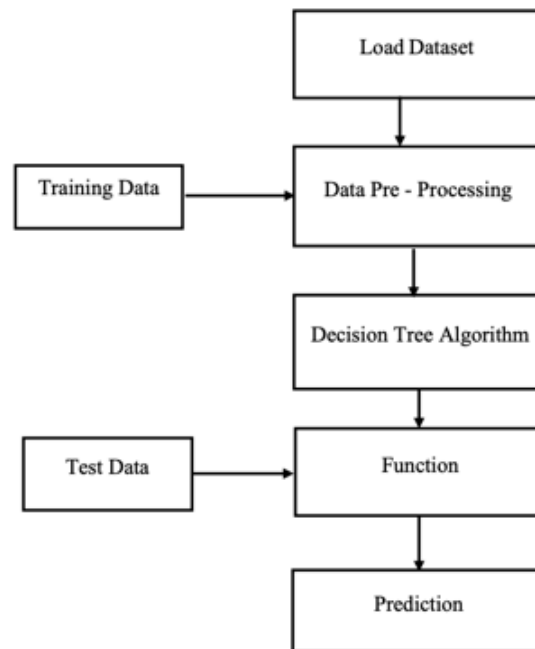 Load Dataset
Training Data
Data Pre - Processing
Decision Tree Algorithm
Test Data
Function
Prediction